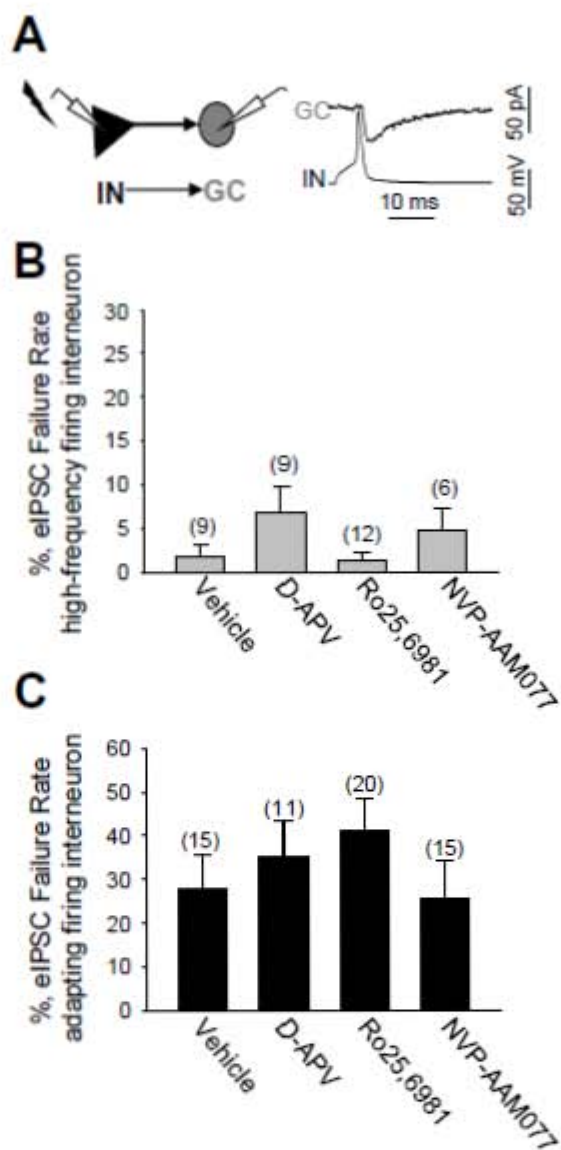 A
GC
50 pA
IN
50 mV
10 ms
IN GC
B
%, eIPSC Failure Rate
high-frequency firing interneuron
30
25
20
15
10
5
0
(9)
(9)
(12)
(6)
Vehicle
D-APV
Ro25,6981
NVP-AAM077
C
%, eIPSC Failure Rate
adapting firing interneuron
60
50
40
30
20
10
0
(15)
(11)
(20)
(15)
Vehicle
D-APV
Ro25,6981
NVP-AAM077